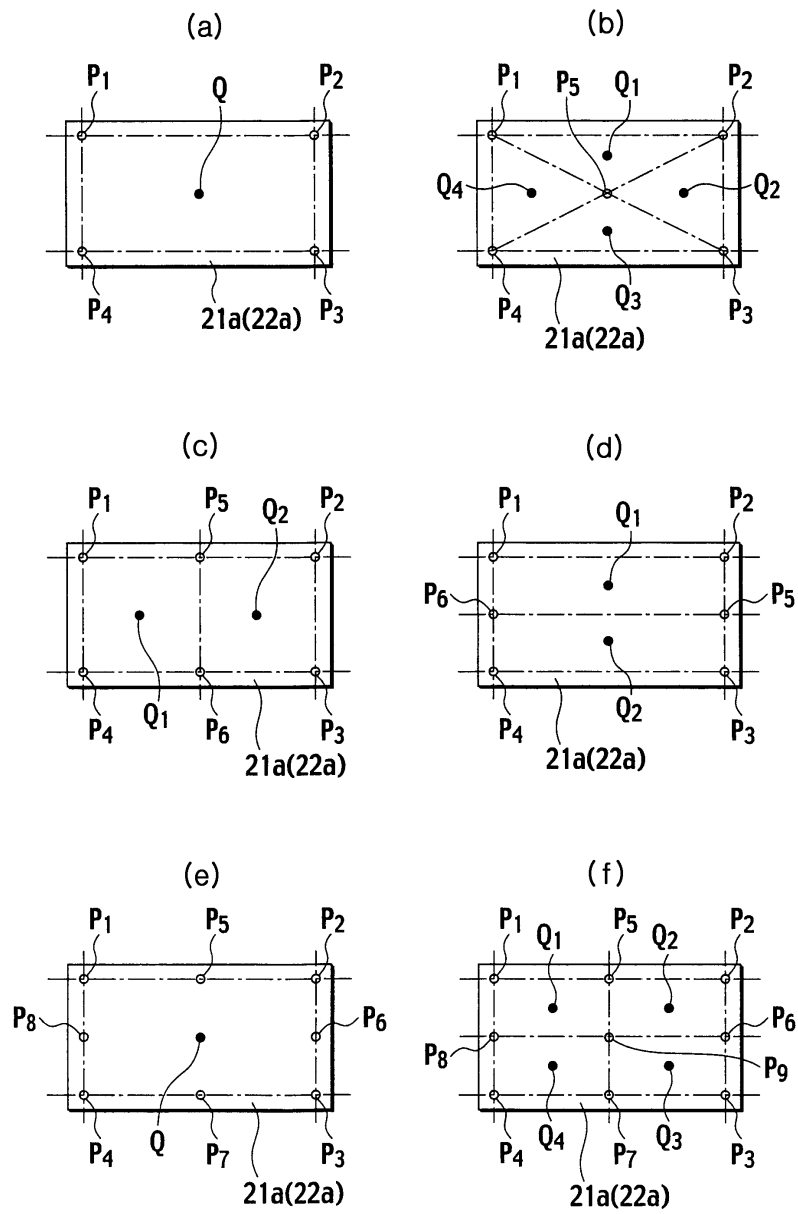 (a)
P1 Q P2
P4 21a(22a) P3
(b)
P1 P5 Q1 P2
Q4 Q2
P4 Q3 P3
21a(22a)
(c)
P1 P5 Q2 P2
P4 Q1 P6 P3
21a(22a)
(d)
P1 Q1 P2
P6 P5
P4 Q2 P3
21a(22a)
(e)
P1 P5 P2
P8 P6
P4 Q P7 P3
21a(22a)
(f)
P1 Q1 P5 Q2 P2
P6
P8 P9
P4 Q4 P7 Q3 P3
21a(22a)